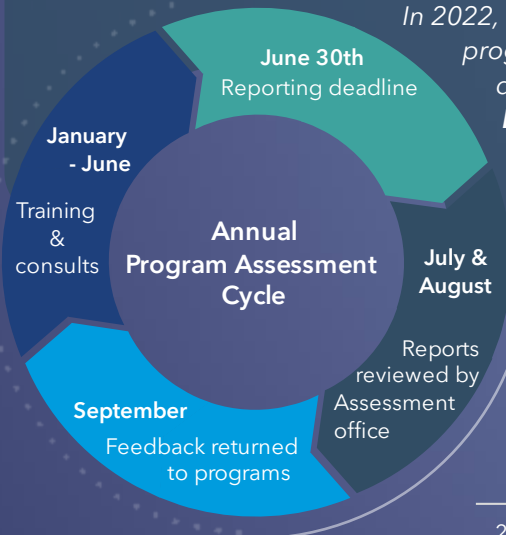 In 2022,
June 30th
Reporting deadline
January
- June
Training
&
consults
Annual
Program Assessment
Cycle
July &
August
Reports
reviewed by
Assessment
office
September
Feedback returned
to programs